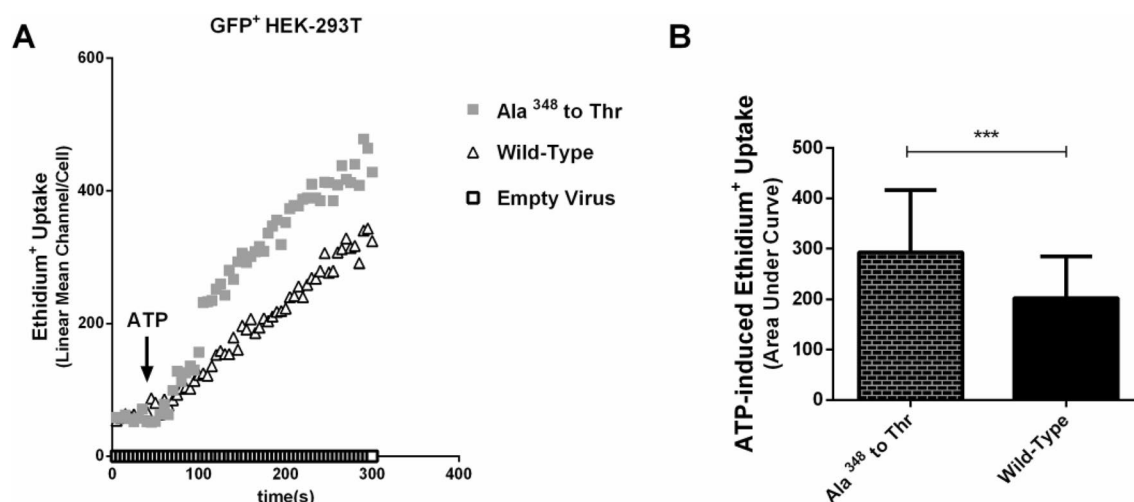 A
GFP⁺ HEK-293T
600
400
200
0
Ethidium⁺ Uptake
(Linear Mean Channel/Cell)
ATP
0
100
200
300
400
time(s)
Ala ³⁴⁸ to Thr
Wild-Type
Empty Virus
B
***
500
400
300
200
100
0
ATP-induced Ethidium⁺ Uptake
(Area Under Curve)
Ala ³⁴⁸ to Thr
Wild-Type